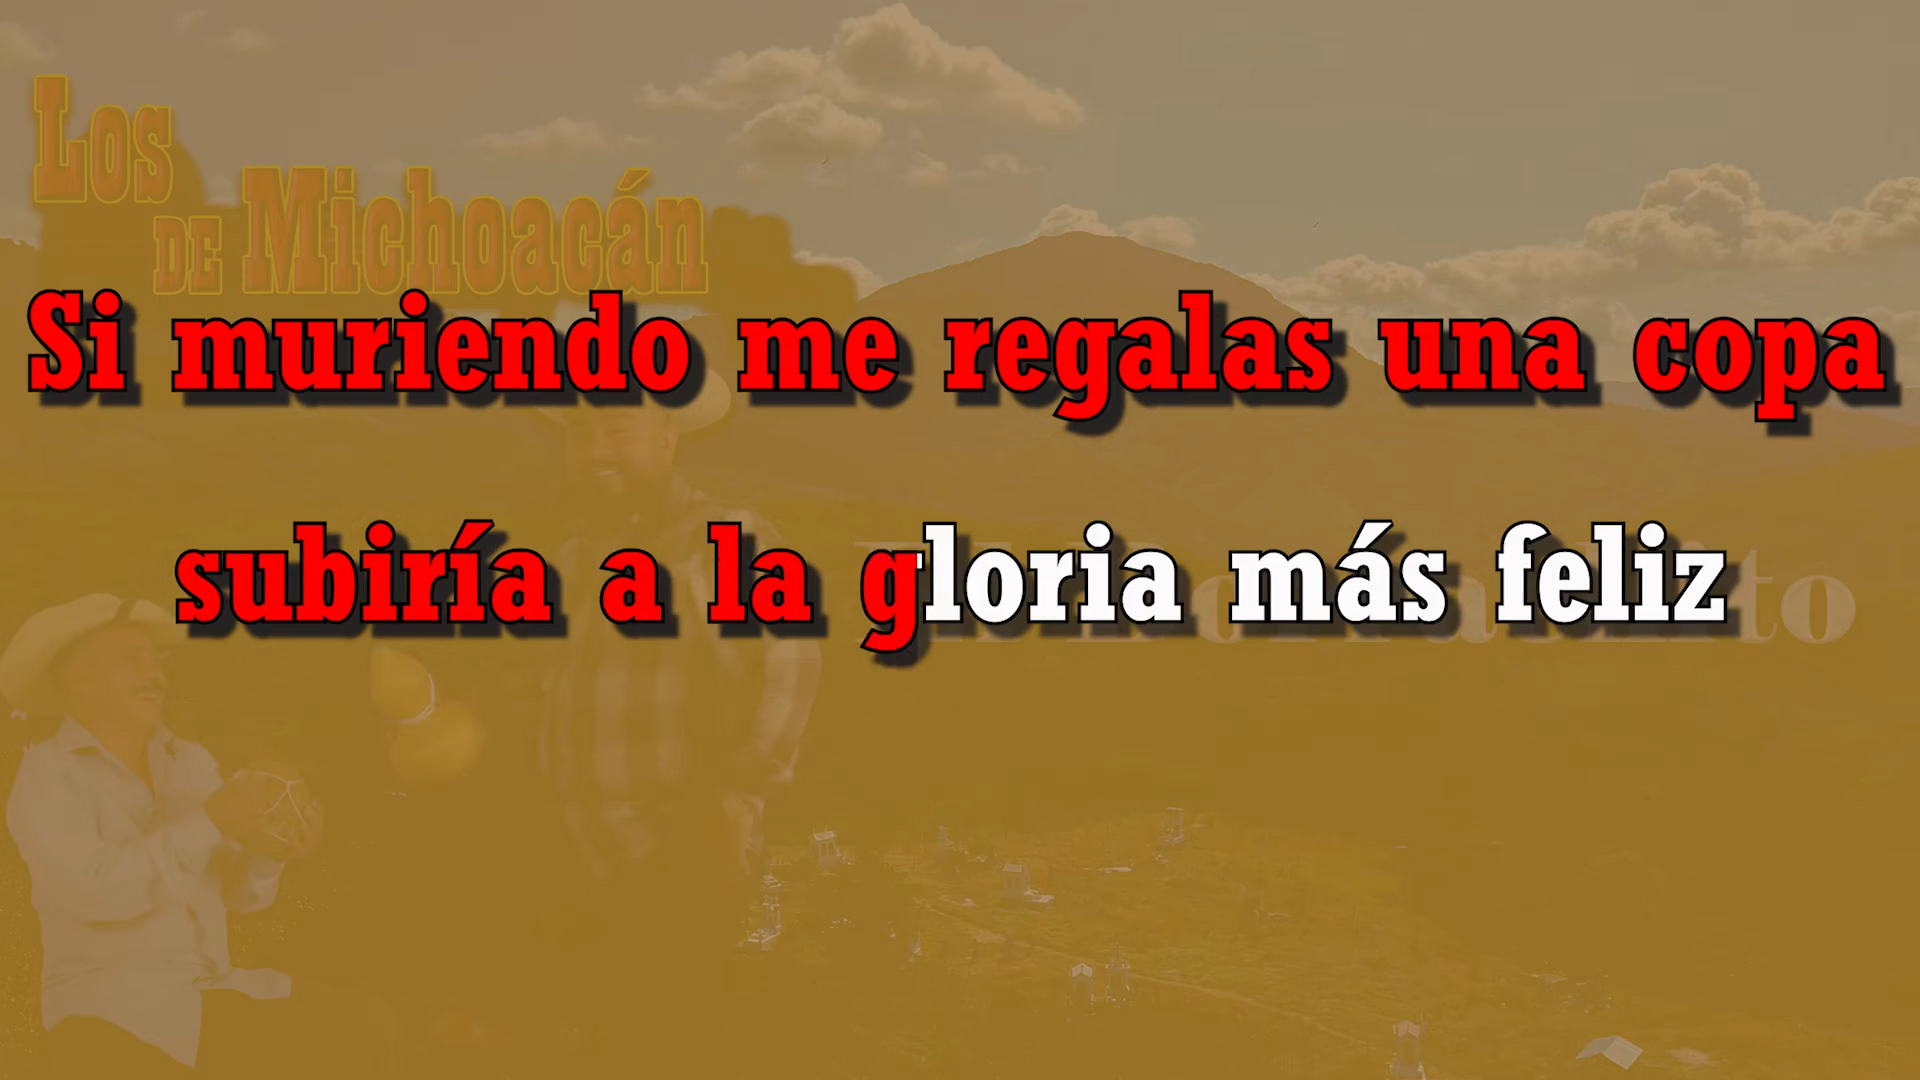 Los
DE Michoacán
Si muriendo me regalas una copa
subiría a la gloria más feliz